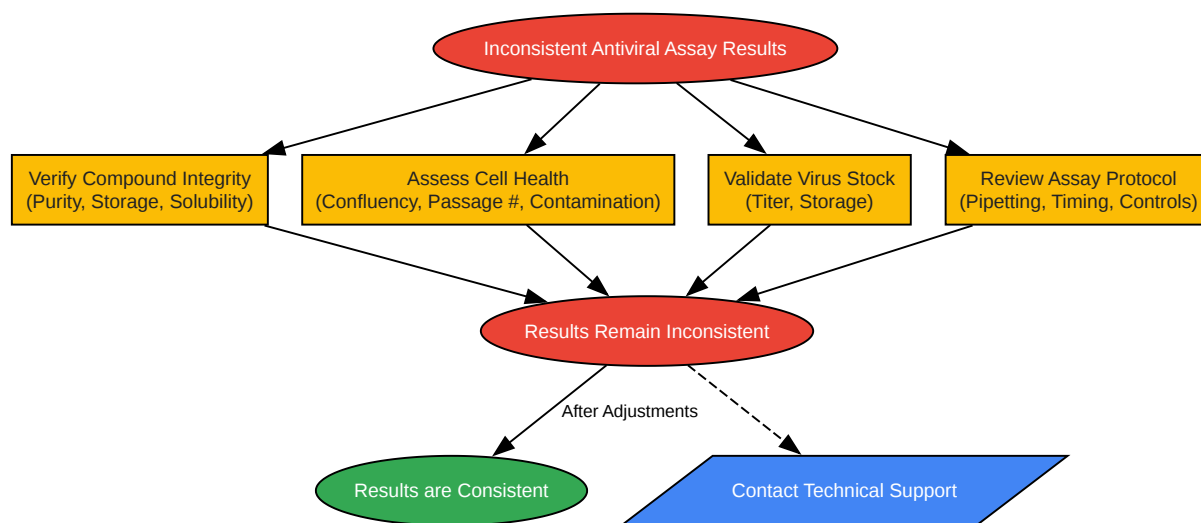 Inconsistent Antiviral Assay Results
Verify Compound Integrity
(Purity, Storage, Solubility)
Assess Cell Health
(Confluency, Passage #, Contamination)
Validate Virus Stock
(Titer, Storage)
Review Assay Protocol
(Pipetting, Timing, Controls)
Results Remain Inconsistent
After Adjustments
Results are Consistent
Contact Technical Support